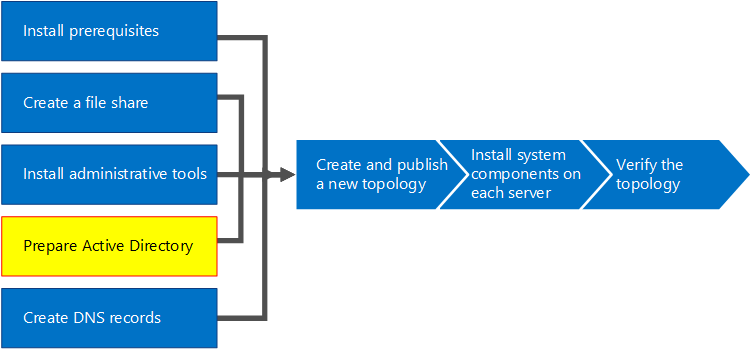 Install prerequisites
Create a file share
Install administrative tools
Prepare Active Directory
Create DNS records
Create and publish
a new topology
Install system
components on
each server
Verify the
topology